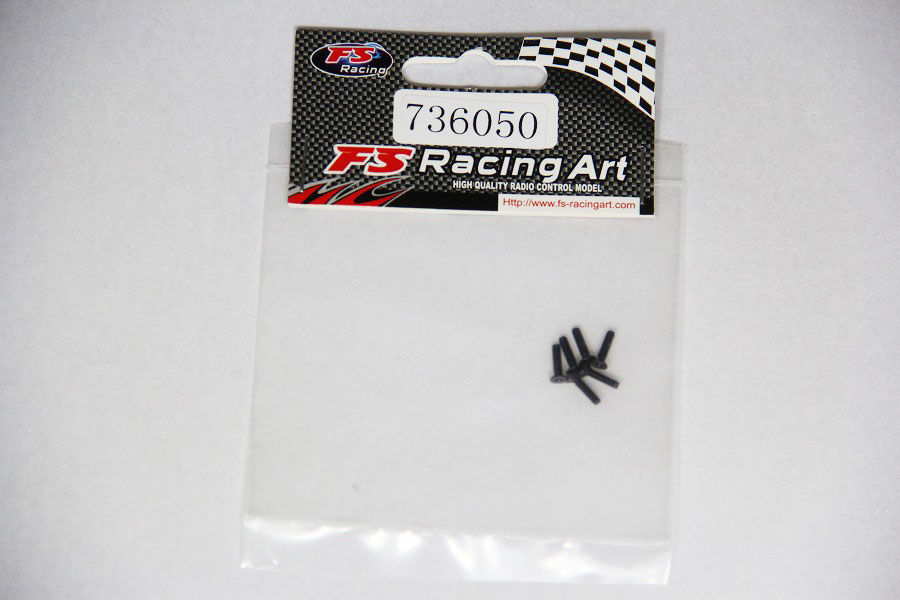 FS
Racing
736050
FS Racing Art
HIGH QUALITY RADIO CONTROL MODEL
Http://www.fs-racingart.com